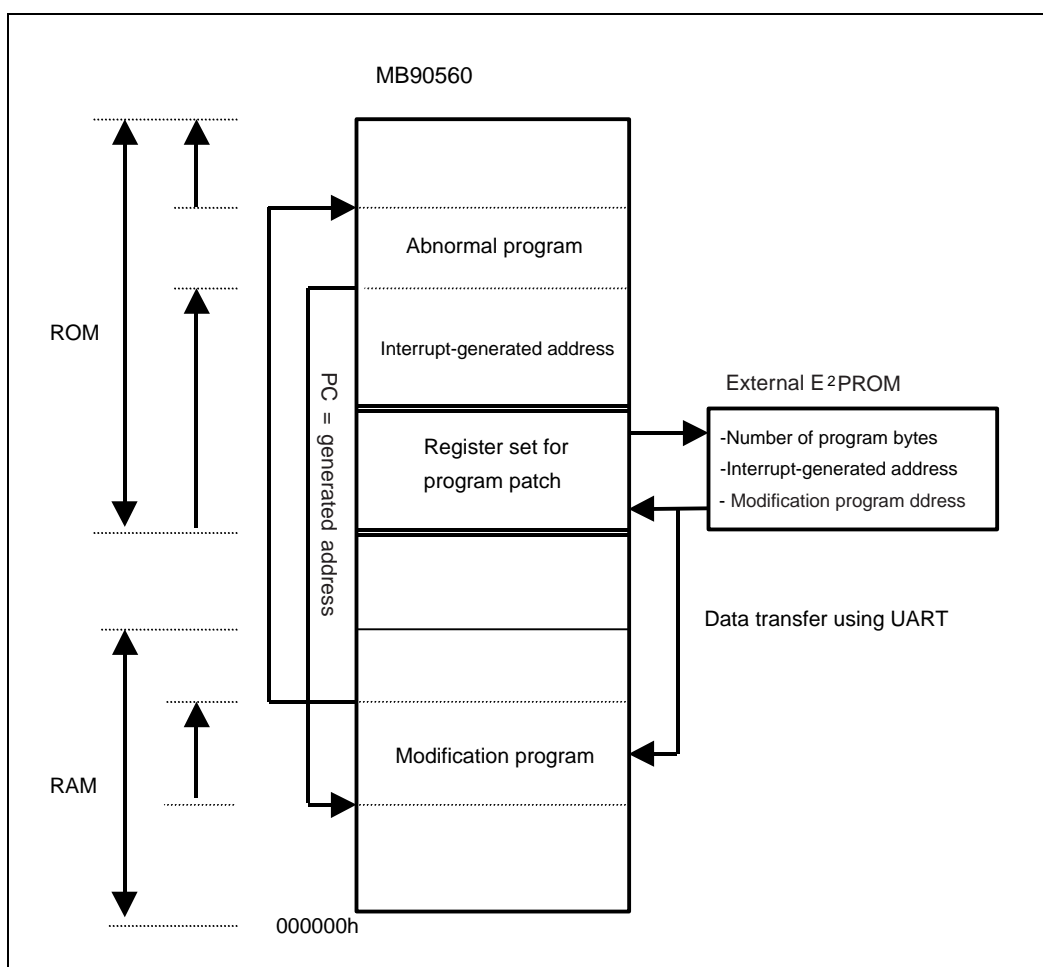 MB90560
Abnormal program
ROM
Interrupt-generated address
PC = generated address
External E²PROM
Register set for
program patch
-Number of program bytes
-Interrupt-generated address
- Modification program ddress
Data transfer using UART
Modification program
RAM
000000h